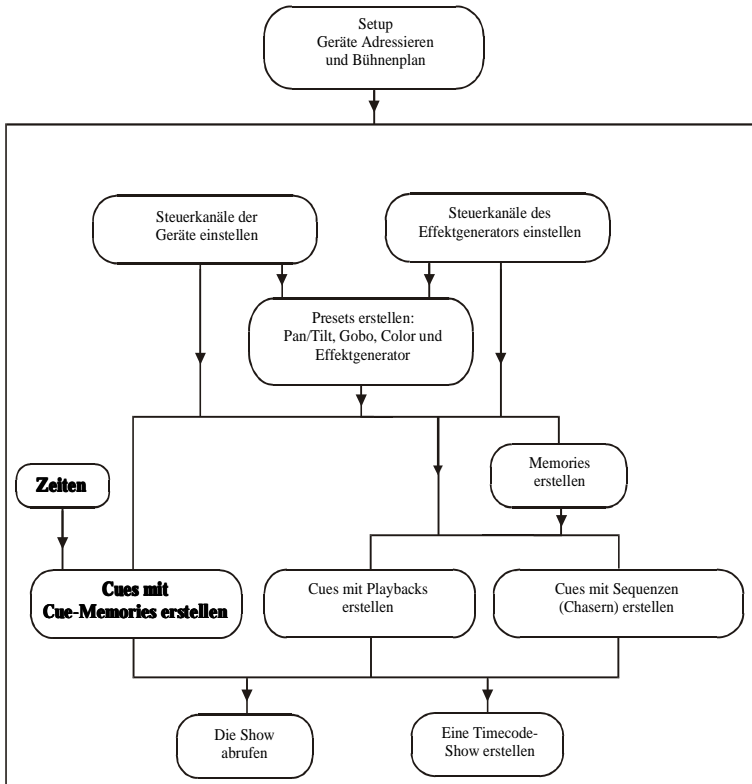 Setup
Geräte Adressieren
und Bühnenplan
Steuerkanäle der
Geräte einstellen
Steuerkanäle des
Effektgenerators einstellen
Presets erstellen:
Pan/Tilt, Gobo, Color und
Effektgenerator
Memories
erstellen
Zeiten
Cues mit
Cue-Memories erstellen
Cues mit Playbacks
erstellen
Cues mit Sequenzen
(Chasern) erstellen
Die Show
abrufen
Eine Timecode-
Show erstellen